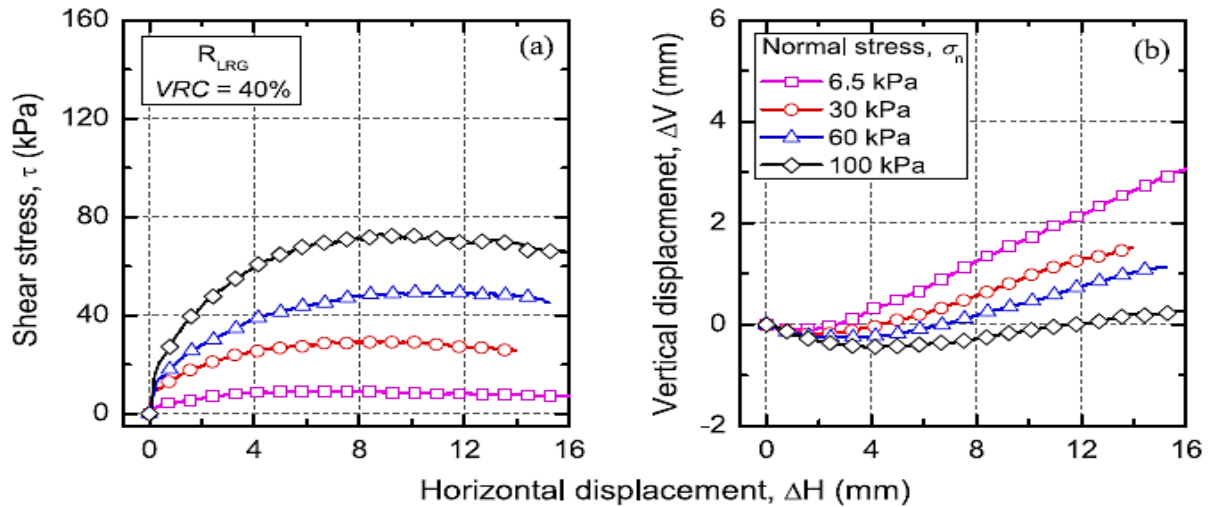 (a)
R_LRG
VRC = 40%
Shear stress, τ (kPa)
160
120
80
40
0
0 4 8 12 16
(b)
Normal stress, σ_n
6.5 kPa
30 kPa
60 kPa
100 kPa
Vertical displacmenet, ΔV (mm)
6
4
2
0
-2
0 4 8 12 16
Horizontal displacement, ΔH (mm)